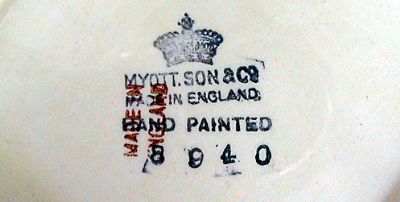 MYOTT. SON & Co.
MADE IN ENGLAND.
HAND PAINTED
8940
MADE IN
ENGLAND